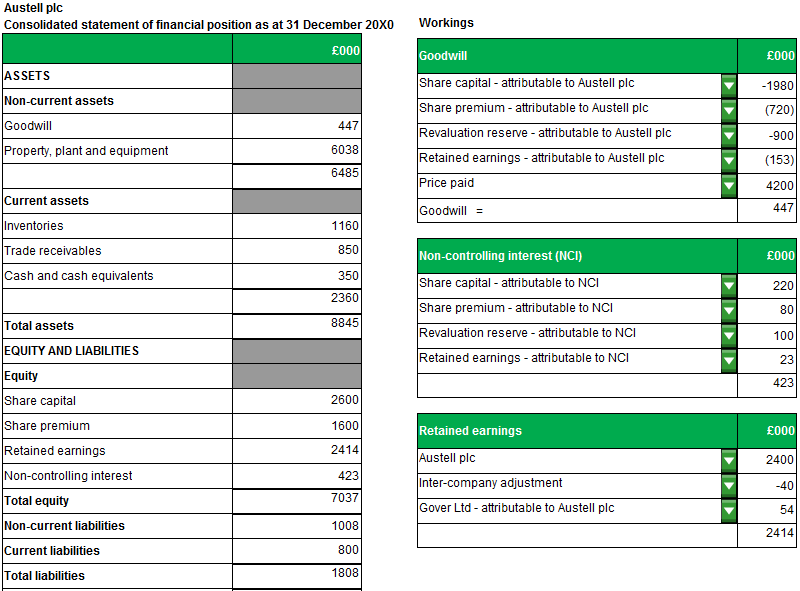 Austell plc
Consolidated statement of financial position as at 31 December 20X0
£000
ASSETS
Non-current assets
Goodwill 447
Property, plant and equipment 6038
6485
Current assets
Inventories 1160
Trade receivables 850
Cash and cash equivalents 350
2360
Total assets 8845
EQUITY AND LIABILITIES
Equity
Share capital 2600
Share premium 1600
Retained earnings 2414
Non-controlling interest 423
Total equity 7037
Non-current liabilities 1008
Current liabilities 800
Total liabilities 1808
Workings
Goodwill £000
Share capital - attributable to Austell plc -1980
Share premium - attributable to Austell plc (720)
Revaluation reserve - attributable to Austell plc -900
Retained earnings - attributable to Austell plc (153)
Price paid 4200
Goodwill = 447
Non-controlling interest (NCI) £000
Share capital - attributable to NCI 220
Share premium - attributable to NCI 80
Revaluation reserve - attributable to NCI 100
Retained earnings - attributable to NCI 23
423
Retained earnings £000
Austell plc 2400
Inter-company adjustment -40
Gover Ltd - attributable to Austell plc 54
2414